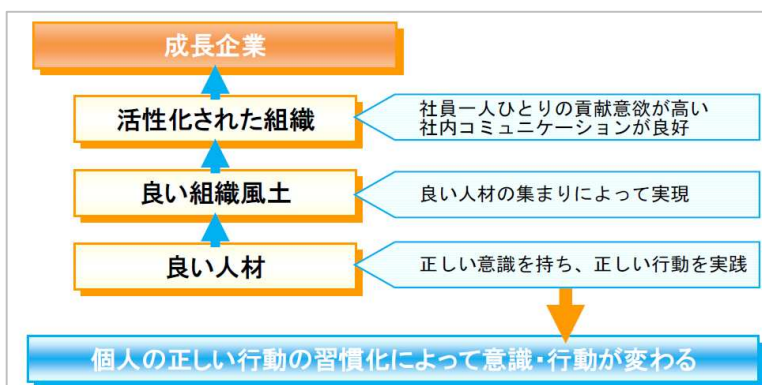 成長企業
活性化された組織
社員一人ひとりの貢献意欲が高い
社内コミュニケーションが良好
良い組織風土
良い人材の集まりによって実現
良い人材
正しい意識を持ち、正しい行動を実践
個人の正しい行動の習慣化によって意識・行動が変わる